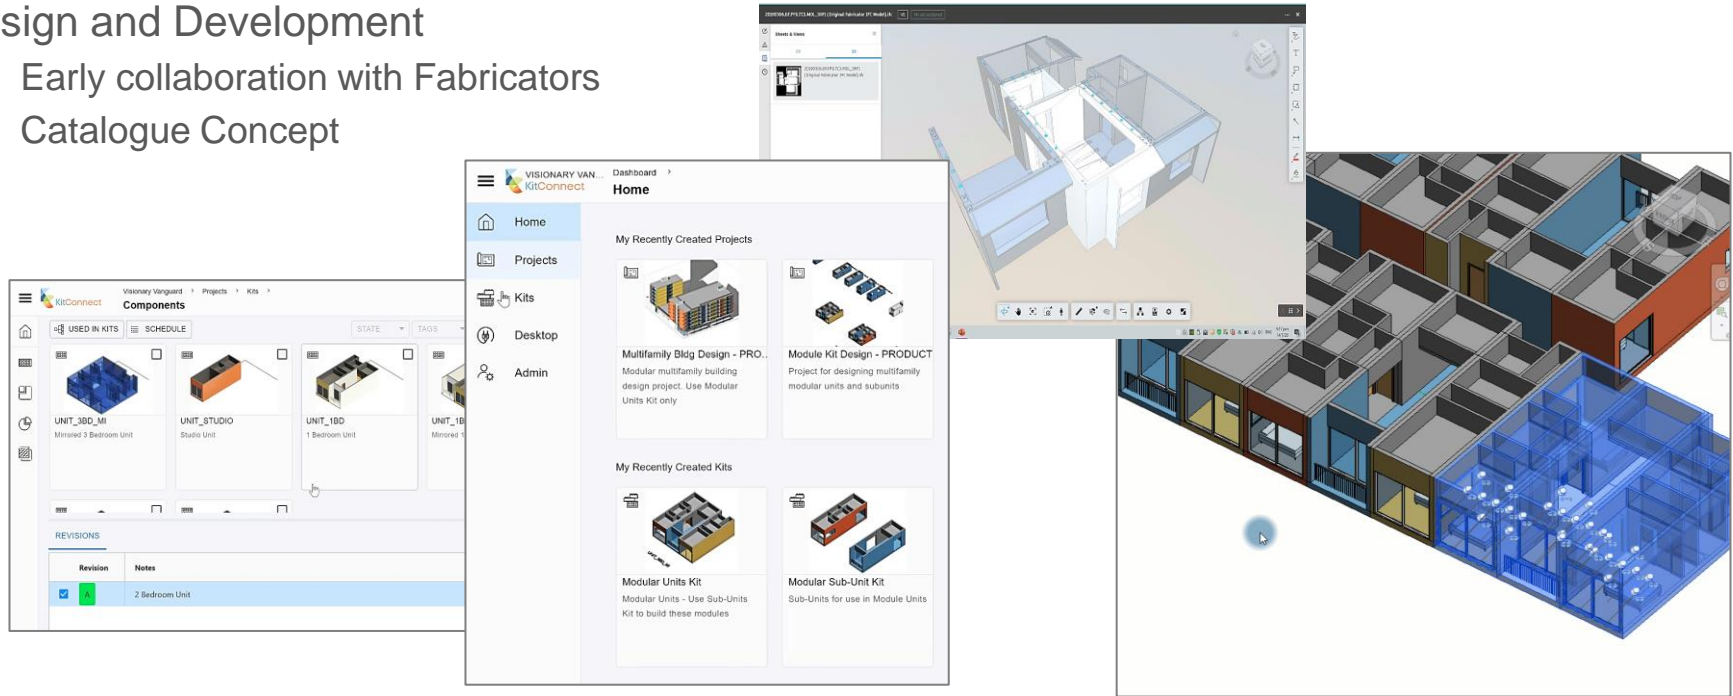 sign and Development
Early collaboration with Fabricators
Catalogue Concept
Sheets & Views
VISIONARY VAN...
KitConnect
Dashboard >
Home
Home
Projects
Kits
Desktop
Admin
My Recently Created Projects
Multifamily Bldg Design - PRO..
Modular multifamily building
design project. Use Modular
Units Kit only
Module Kit Design - PRODUCT
Project for designing multifamily
modular units and subunits
My Recently Created Kits
Modular Units Kit
Modular Units - Use Sub-Units
Kit to build these modules
Modular Sub-Unit Kit
Sub-Units for use in Module Units
KitConnect
Visionary Vanguard > Projects > Kits >
Components
USED IN KITS
SCHEDULE
STATE
TAGS
UNIT_3BD_MI
Mirrored 3 Bedroom Unit
UNIT_STUDIO
Studio Unit
UNIT_1BD
1 Bedroom Unit
UNIT_1B
Mirrored 1
REVISIONS
Revision Notes
A 2 Bedroom Unit